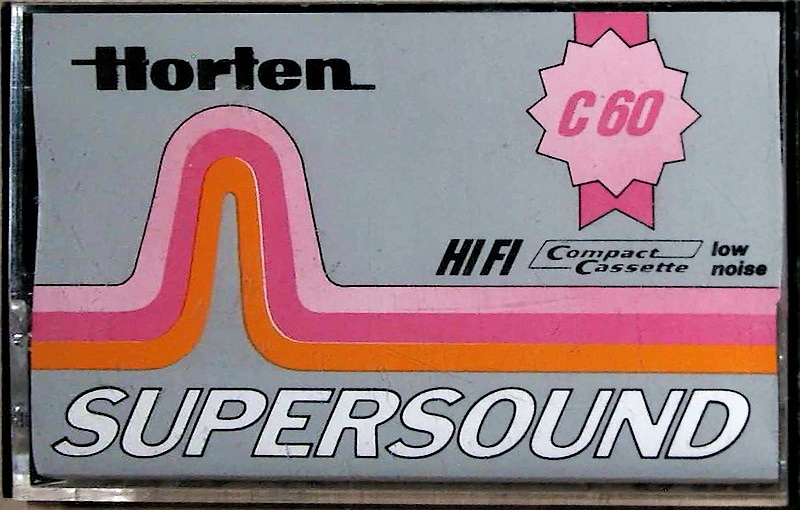 Horten
C 60
HI FI Compact Cassette low noise
SUPERSOUND